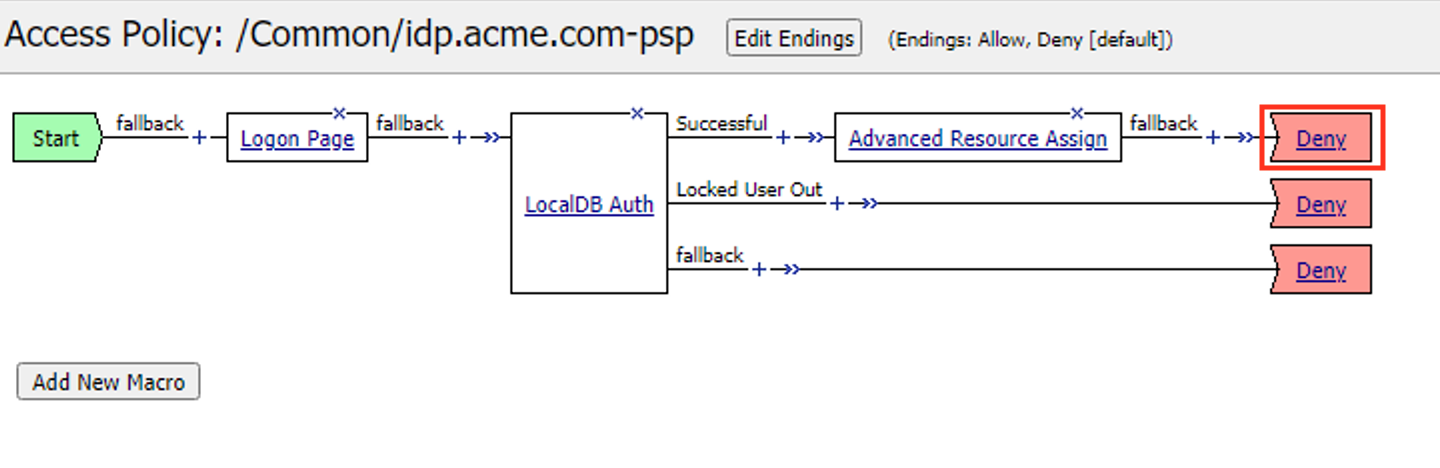 Access Policy: /Common/idp.acme.com-psp Edit Endings (Endings: Allow, Deny [default])
Start fallback + Logon Page × fallback + LocalDB Auth × Successful + Advanced Resource Assign × fallback + Deny
Locked User Out + Deny
fallback + Deny
Add New Macro